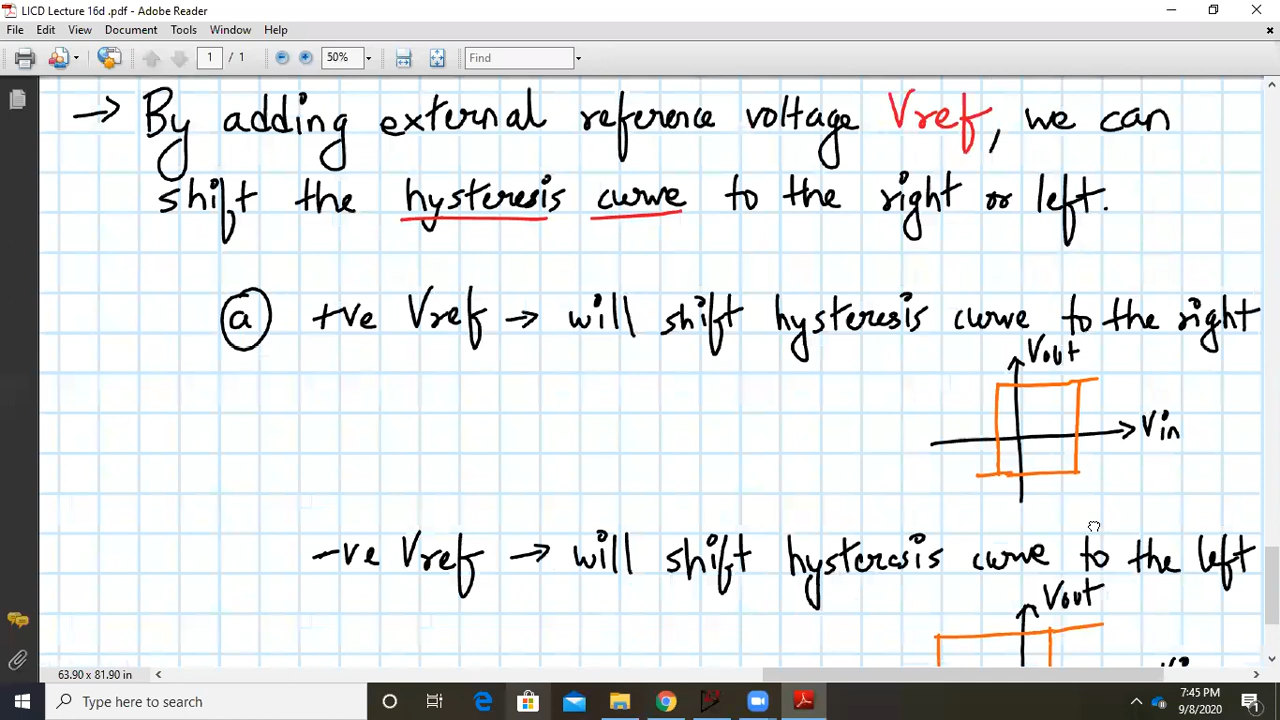 LICD Lecture 16d .pdf - Adobe Reader
File Edit View Document Tools Window Help
1 / 1 50% Find
→ By adding external reference voltage Vref, we can
shift the hysteresis curve to the right or left.
a +ve Vref → will shift hysteresis curve to the right
Vout
Vin
-ve Vref → will shift hysteresis curve to the left
Vout
63.90 x 81.90 in
Type here to search
7:45 PM
9/8/2020